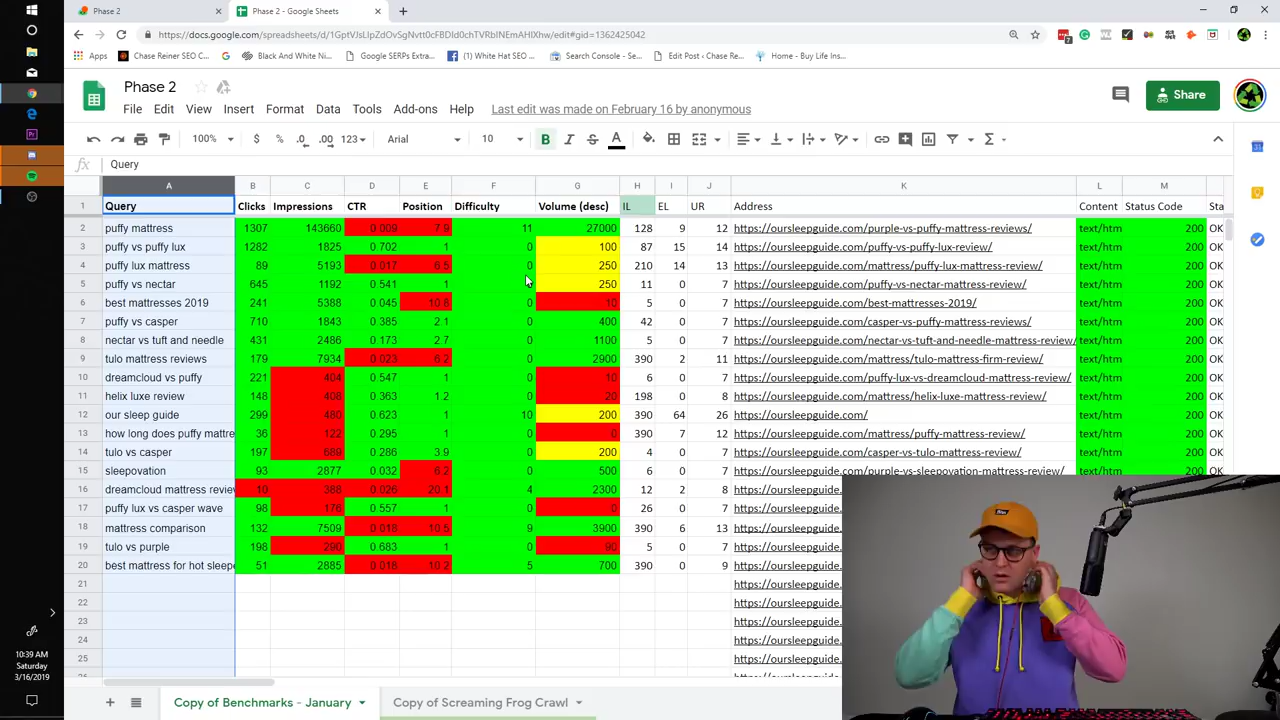 Phase 2
Phase 2 - Google Sheets
https://docs.google.com/spreadsheets/d/1GptVJsLlpZdOvSgNvtt0cFBDId0chTVRbINEmAHIXhw/edit#gid=1362425042
Apps Chase Reiner SEO C... Black And White Ni... Google SERPs Extra... (1) White Hat SEO ... Search Console - Se... Edit Post ‹ Chase Re... Home - Buy Life Ins...
Phase 2
File Edit View Insert Format Data Tools Addons Help Last edit was made on February 16 by anonymous
Share
100% $ % .0 .00 123 Arial 10 B I S A
fx Query
A B C D E F G H I J K L M
1 Query Clicks Impressions CTR Position Difficulty Volume (desc) IL EL UR Address Content Status Code Sta
2 puffy mattress 1307 143660 0.009 7.9 11 27000 128 9 12 https://oursleepguide.com/purple-vs-puffy-mattress-reviews/ text/htm 200 OK
3 puffy vs puffy lux 1282 1825 0.702 1 0 100 87 15 14 https://oursleepguide.com/puffy-vs-puffy-lux-review/ text/htm 200 OK
4 puffy lux mattress 89 5193 0.017 6.5 0 250 210 14 13 https://oursleepguide.com/mattress/puffy-lux-mattress-review/ text/htm 200 OK
5 puffy vs nectar 645 1192 0.541 1 0 250 11 0 7 https://oursleepguide.com/puffy-vs-nectar-mattress-review/ text/htm 200 OK
6 best mattresses 2019 241 5388 0.045 10.8 0 10 5 0 7 https://oursleepguide.com/best-mattresses-2019/ text/htm 200 OK
7 puffy vs casper 710 1843 0.385 2.1 0 400 42 0 7 https://oursleepguide.com/casper-vs-puffy-mattress-reviews/ text/htm 200 OK
8 nectar vs tuft and needle 431 2486 0.173 2.7 0 1100 5 0 7 https://oursleepguide.com/nectar-vs-tuft-and-needle-mattress-review/ text/htm 200 OK
9 tulo mattress reviews 179 7934 0.023 6.2 0 2900 390 2 11 https://oursleepguide.com/mattress/tulo-mattress-firm-review/ text/htm 200 OK
10 dreamcloud vs puffy 221 404 0.547 1 0 10 6 0 7 https://oursleepguide.com/puffy-lux-vs-dreamcloud-mattress-review/ text/htm 200 OK
11 helix luxe review 148 408 0.363 1.2 0 20 198 0 8 https://oursleepguide.com/mattress/helix-luxe-mattress-review/ text/htm 200 OK
12 our sleep guide 299 480 0.623 1 10 200 390 64 26 https://oursleepguide.com/ text/htm 200 OK
13 how long does puffy mattre 36 122 0.295 1 0 0 390 7 12 https://oursleepguide.com/mattress/puffy-mattress-review/ text/htm 200 OK
14 tulo vs casper 197 689 0.286 3.9 0 200 4 0 7 https://oursleepguide.com/casper-vs-tulo-mattress-review/ text/htm 200 OK
15 sleepovation 93 2877 0.032 6.2 0 500 6 0 7 https://oursleepguide.com/purple-vs-sleepovation-mattress-review/ text/htm 200 OK
16 dreamcloud mattress review 10 388 0.026 20.1 4 2300 12 2 8 https://oursleepguide.
17 puffy lux vs casper wave 98 176 0.557 1 0 0 26 0 7 https://oursleepguide.
18 mattress comparison 132 7509 0.018 10.5 9 3900 390 6 13 https://oursleepguide.
19 tulo vs purple 198 290 0.683 1 0 90 5 0 7 https://oursleepguide.
20 best mattress for hot sleepe 51 2885 0.018 10.2 5 700 390 0 9 https://oursleepguide.
21 https://oursleepguide.
22 https://oursleepguide.
23 https://oursleepguide.
24 https://oursleepguide.
25 https://oursleepguide.
10:39 AM
Saturday
3/16/2019
Copy of Benchmarks - January Copy of Screaming Frog Crawl